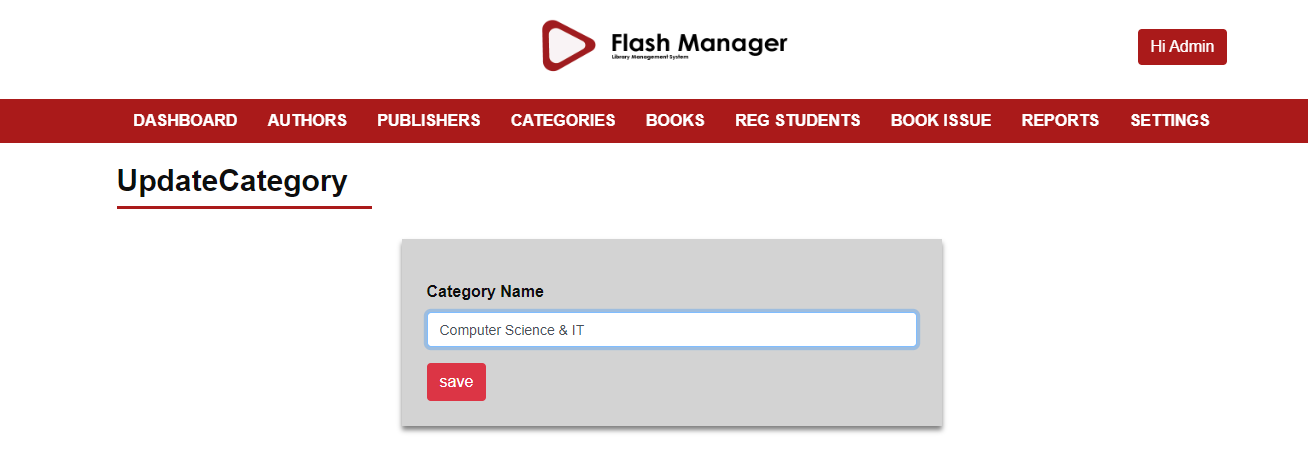 Flash Manager
Library Management System
Hi Admin
DASHBOARD AUTHORS PUBLISHERS CATEGORIES BOOKS REG STUDENTS BOOK ISSUE REPORTS SETTINGS
UpdateCategory
Category Name
Computer Science & IT
save